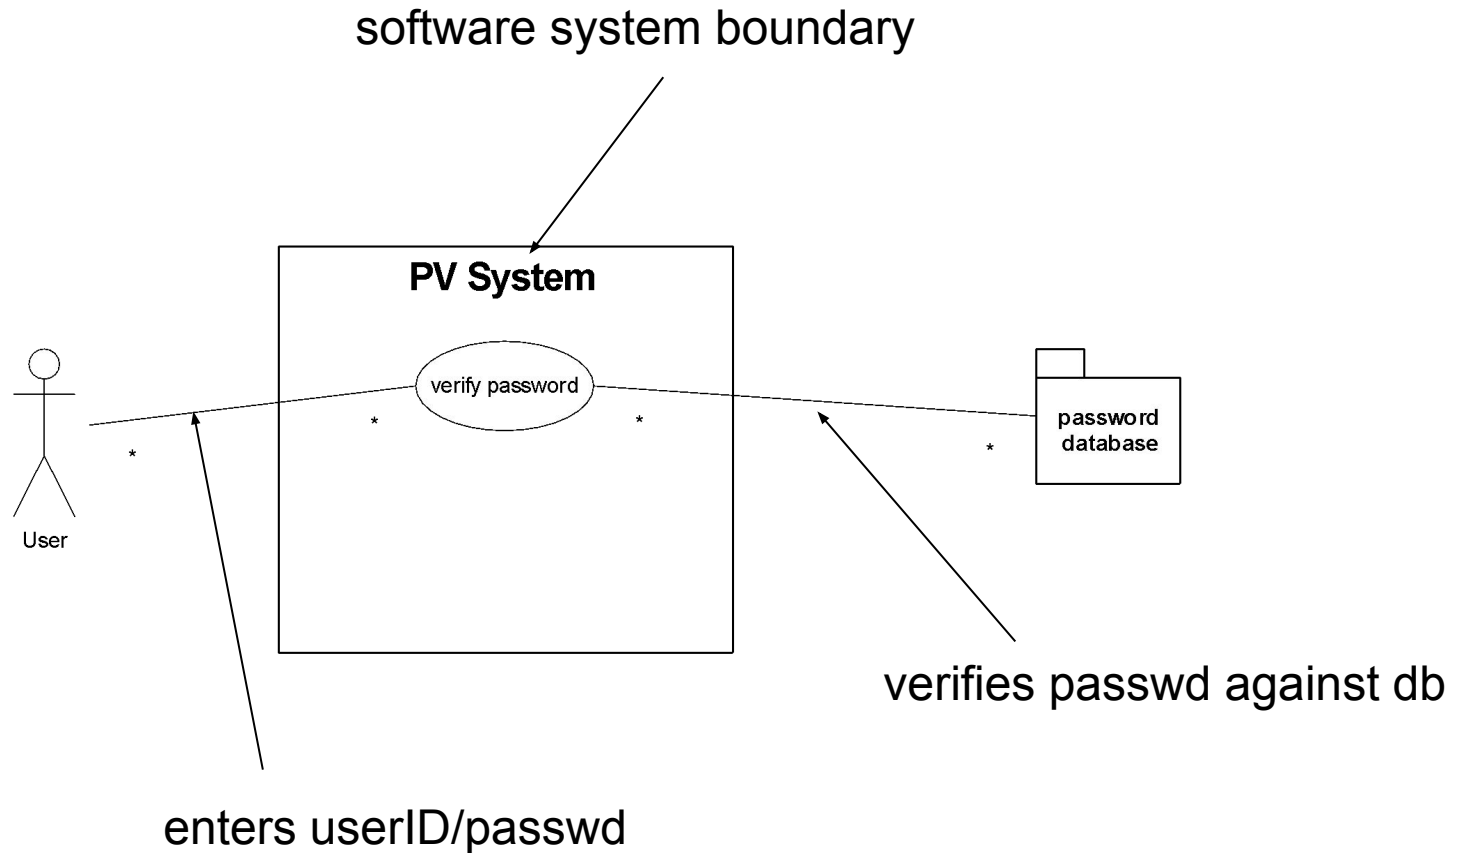 software system boundary
PV System
verify password
*
*
*
*
User
password
database
verifies passwd against db
enters userID/passwd